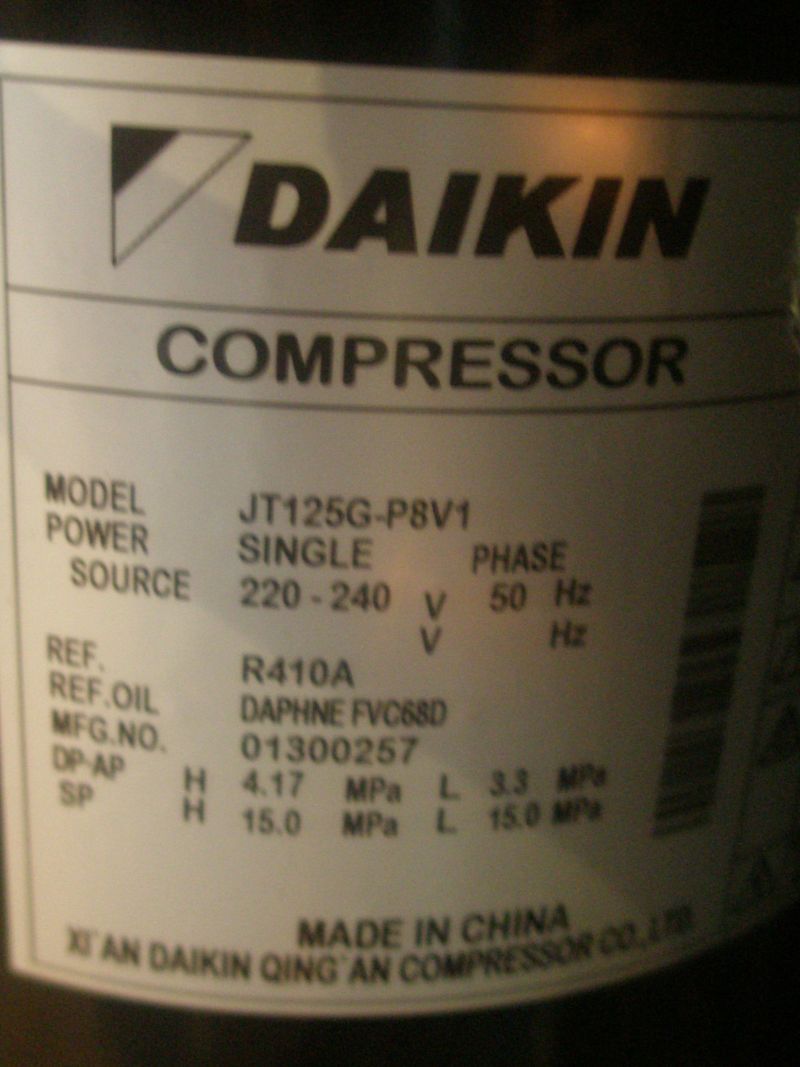 DAIKIN
COMPRESSOR
MODEL JT125G-P8V1
POWER SINGLE PHASE
SOURCE 220 - 240 V 50 Hz
V Hz
REF. R410A
REF.OIL DAPHNE FVC68D
MFG.NO. 01300257
DP-AP H 4.17 MPa L 3.3 MPa
SP H 15.0 MPa L 15.0 MPa
MADE IN CHINA
XI'AN DAIKIN QING'AN COMPRESSOR CO.,LTD.